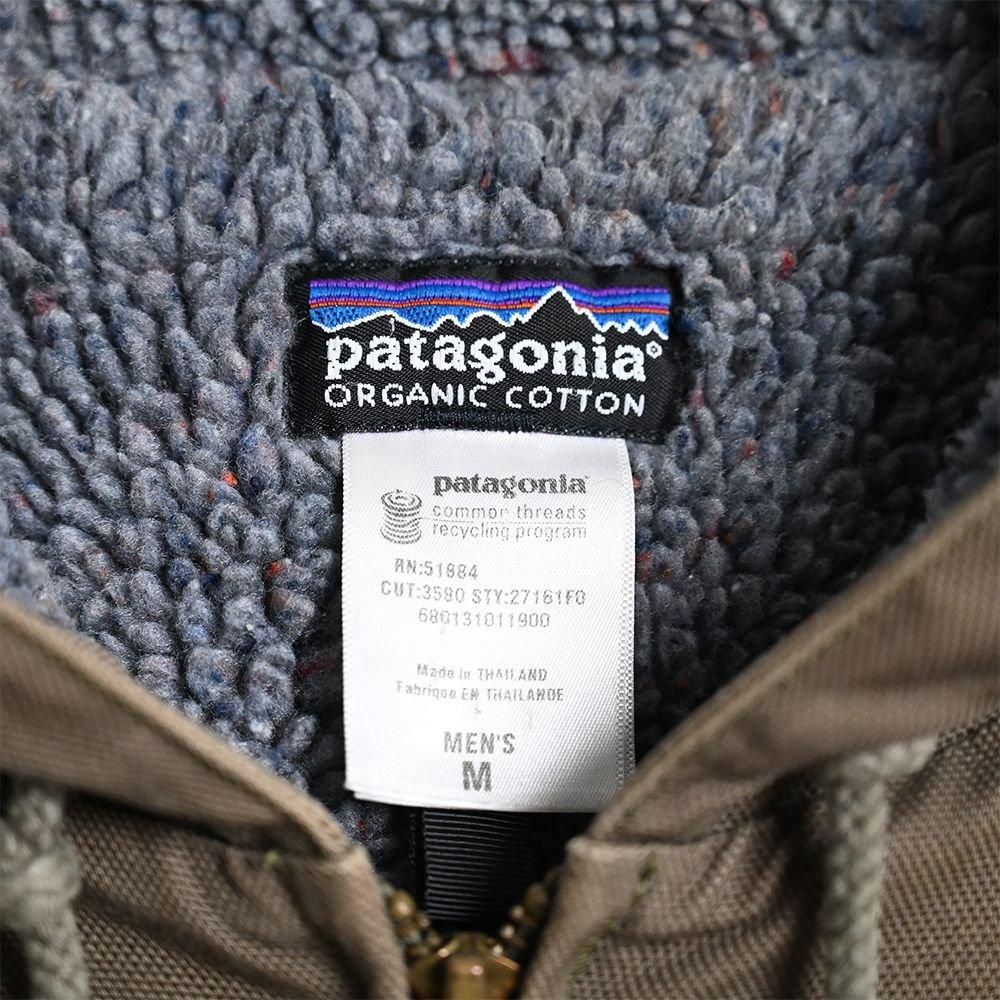 patagonia®
ORGANIC COTTON
patagonia®
common threads
recycling program
RN:51884
CUT:3590 STY:27161F0
680131011900
Made in THAILAND
Fabriqué EN THAILANDE
MEN'S
M